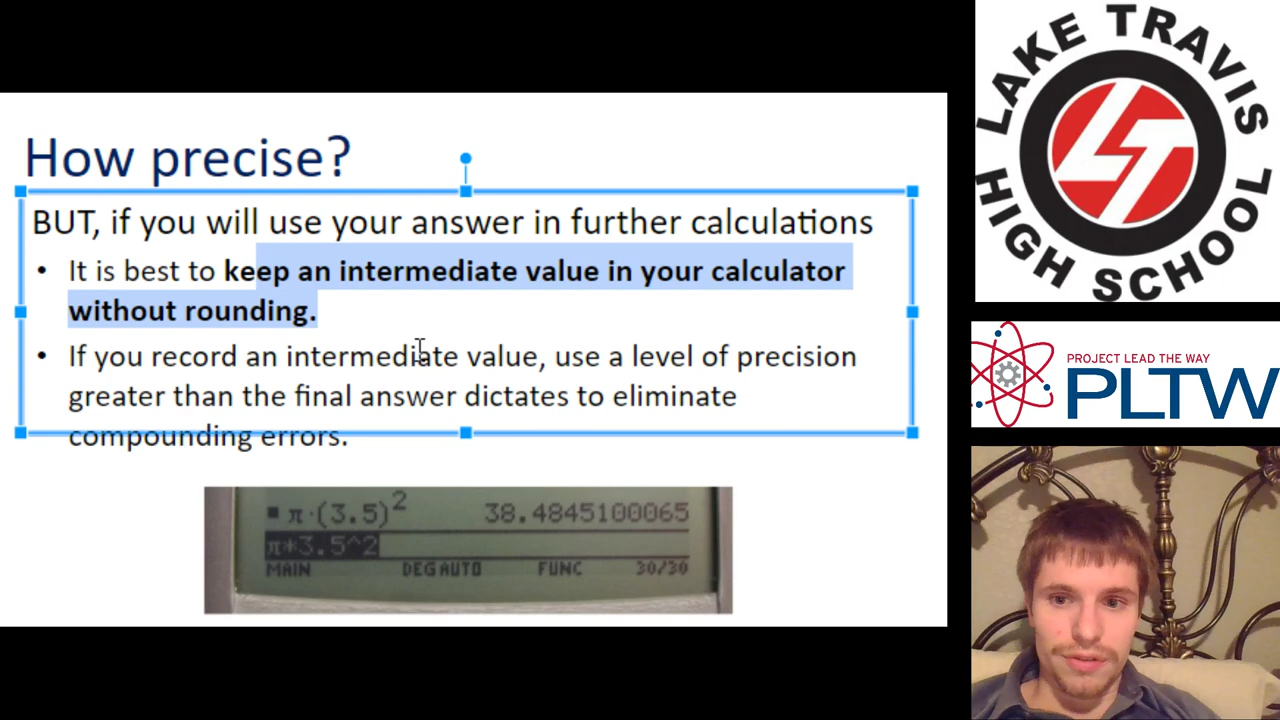 How precise?
BUT, if you will use your answer in further calculations
• It is best to keep an intermediate value in your calculator
without rounding.
• If you record an intermediate value, use a level of precision
greater than the final answer dictates to eliminate
compounding errors.
π·(3.5)² 38.4845100065
π*3.5^2
MAIN DEGAUTO FUNC 30/30
LAKE TRAVIS
LT
HIGH SCHOOL
PROJECT LEAD THE WAY
PLTW